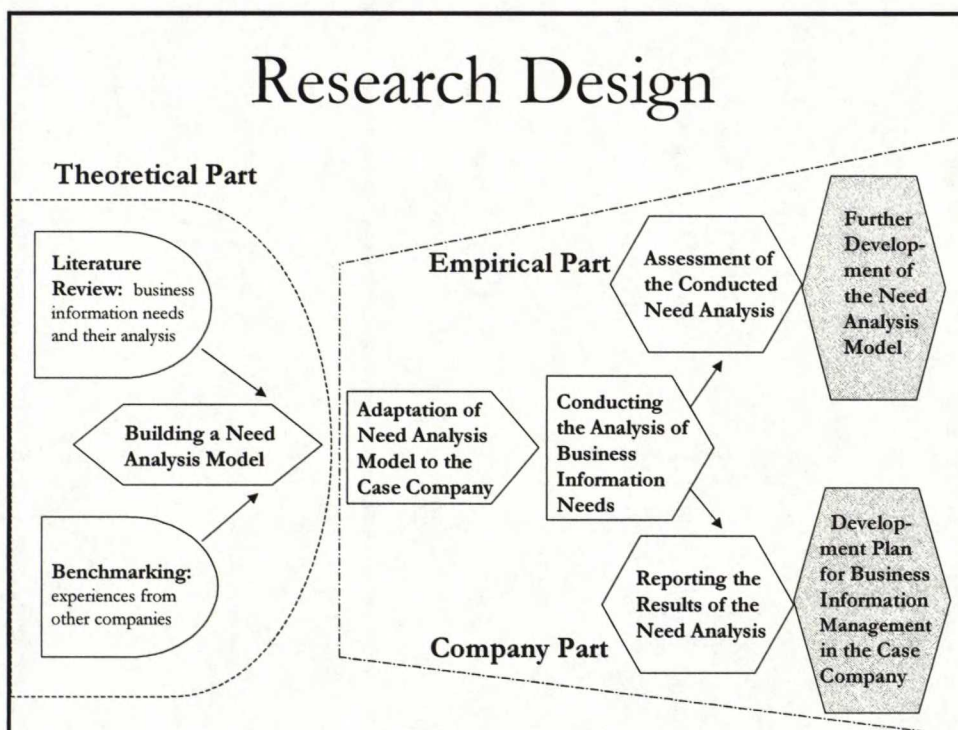 Research Design
Theoretical Part
Literature
Review: business
information needs
and their analysis
Building a Need
Analysis Model
Benchmarking:
experiences from
other companies
Empirical Part
Adaptation of
Need Analysis
Model to the
Case Company
Conducting
the Analysis of
Business
Information
Needs
Assessment of
the Conducted
Need Analysis
Further
Develop-
ment of
the Need
Analysis
Model
Company Part
Reporting the
Results of the
Need Analysis
Develop-
ment Plan
for Business
Information
Management
in the Case
Company